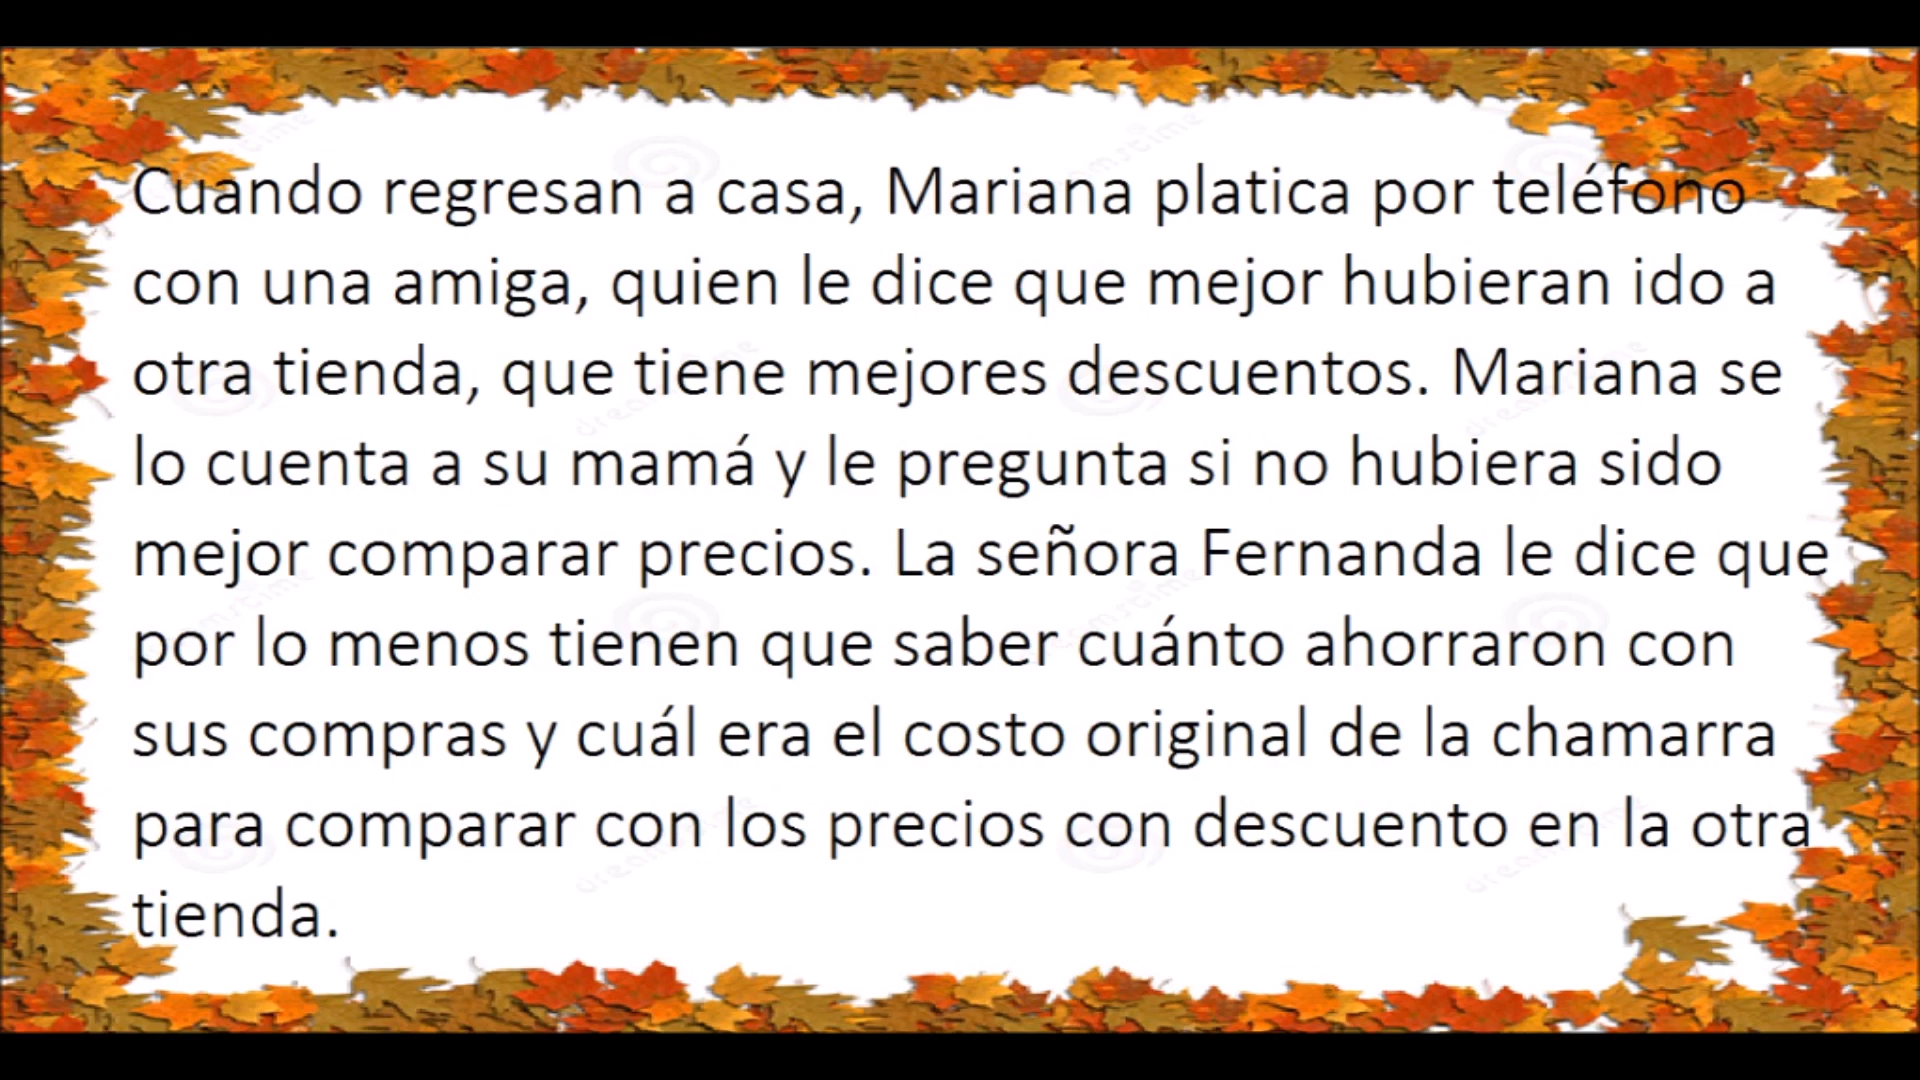 Cuando regresan a casa, Mariana platica por teléfono
con una amiga, quien le dice que mejor hubieran ido a
otra tienda, que tiene mejores descuentos. Mariana se
lo cuenta a su mamá y le pregunta si no hubiera sido
mejor comparar precios. La señora Fernanda le dice que
por lo menos tienen que saber cuánto ahorraron con
sus compras y cuál era el costo original de la chamarra
para comparar con los precios con descuento en la otra
tienda.